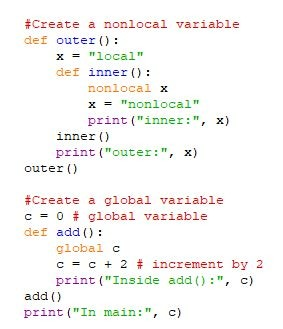 #Create a nonlocal variable
def outer():
    x = "local"
    def inner():
        nonlocal x
        x = "nonlocal"
        print("inner:", x)
    inner()
    print("outer:", x)
outer()

#Create a global variable
c = 0 # global variable
def add():
    global c
    c = c + 2 # increment by 2
    print("Inside add():", c)
add()
print("In main:", c)